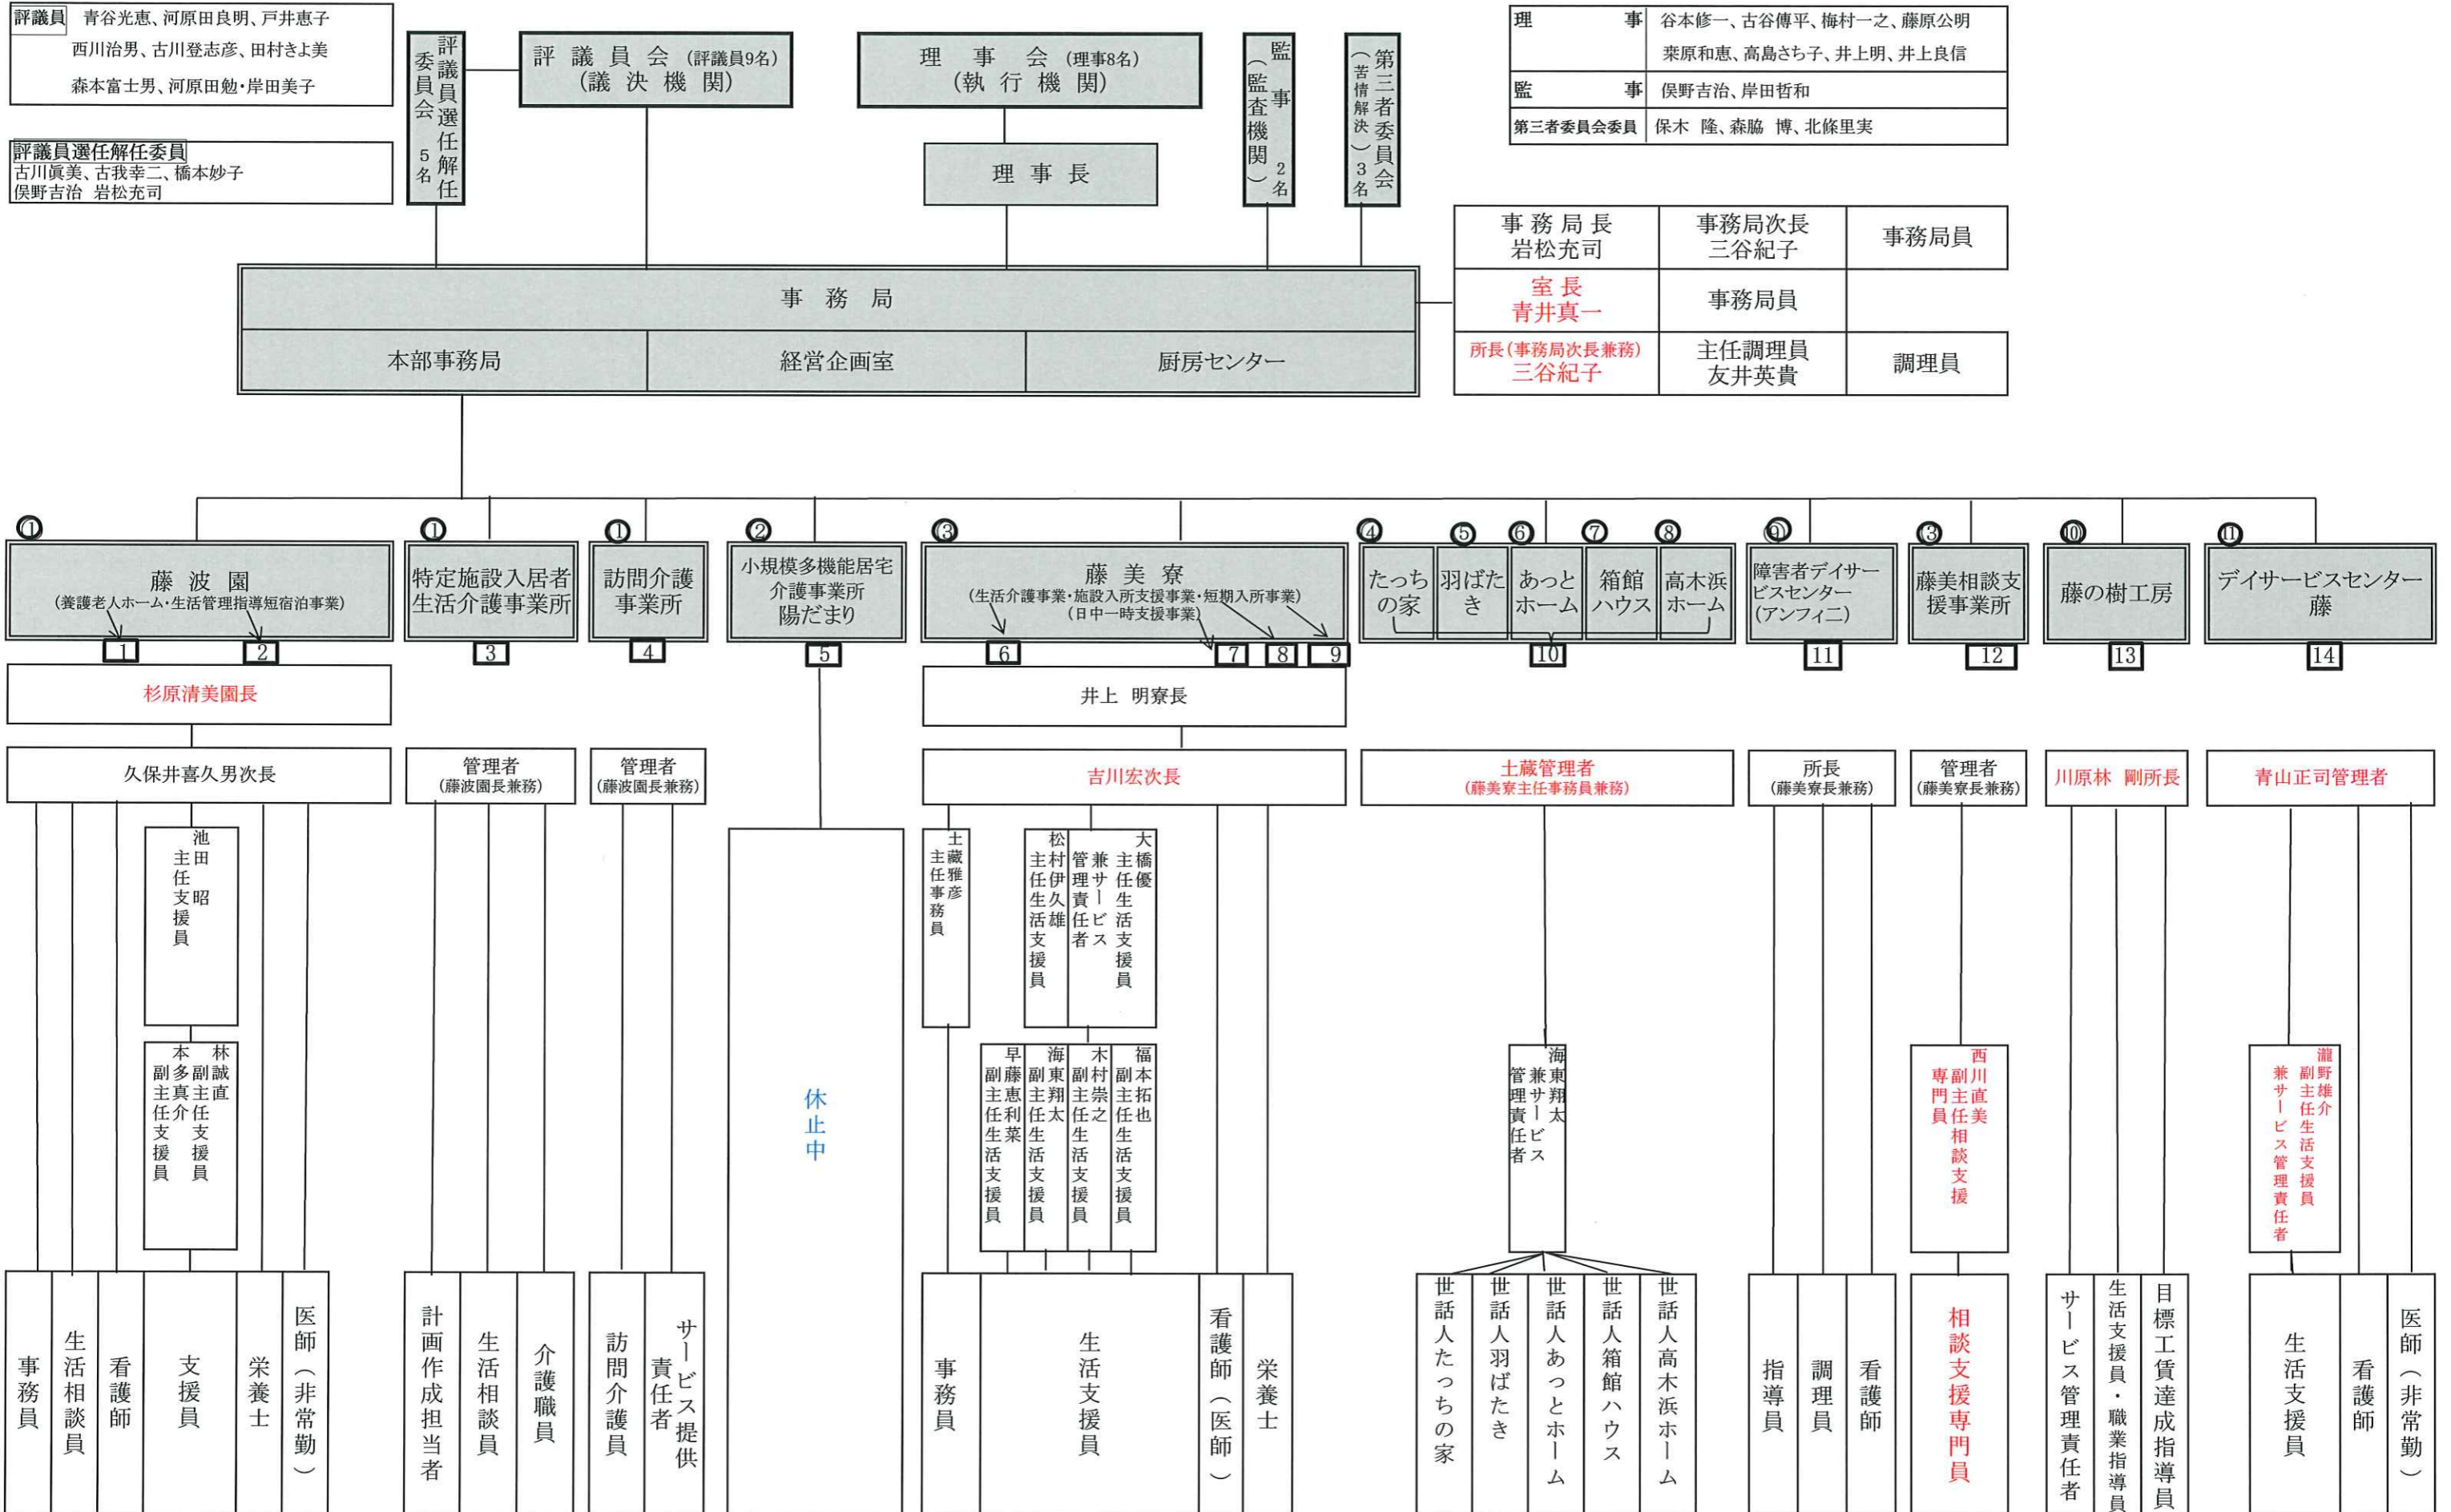 評議員 青谷光恵、河原田良明、戸井恵子
西川治男、古川登志彦、田村きよ美
森本富士男、河原田勉・岸田美子
評議員選任解任委員
古川眞美、古我幸二、橋本妙子
俣野吉治 岩松充司
評議員選任解任
委員会 5名
評議員会(評議員9名)
(議決機関)
理事会(理事8名)
(執行機関)
理事長
監事 2名
(監査機関)
第三者委員会
(苦情解決)3名
理事 谷本修一、古谷傳平、梅村一之、藤原公明
桒原和恵、高島さち子、井上明、井上良信
監事 俣野吉治、岸田哲和
第三者委員会委員 保木 隆、森脇 博、北條里実
事務局長
岩松充司
事務局次長
三谷紀子
事務局員
室長
青井真一
事務局員
所長(事務局次長兼務)
三谷紀子
主任調理員
友井英貴
調理員
事務局
本部事務局
経営企画室
厨房センター
①
藤波園
(養護老人ホーム・生活管理指導短宿泊事業)
1
2
①
特定施設入居者
生活介護事業所
3
①
訪問介護
事業所
4
②
小規模多機能居宅
介護事業所
陽だまり
5
③
藤美寮
(生活介護事業・施設入所支援事業・短期入所事業)
(日中一時支援事業)
6
7
8
9
④
たっち
の家
⑤
羽ばた
き
⑥
あっと
ホーム
⑦
箱館
ハウス
⑧
高木浜
ホーム
10
⑨
障害者デイサー
ビスセンター
(アンフィニ)
11
③
藤美相談支
援事業所
12
⑩
藤の樹工房
13
⑪
デイサービスセンター
藤
14
杉原清美園長
久保井喜久男次長
管理者
(藤波園長兼務)
管理者
(藤波園長兼務)
井上 明寮長
吉川宏次長
土蔵管理者
(藤美寮主任事務員兼務)
所長
(藤美寮長兼務)
管理者
(藤美寮長兼務)
川原林 剛所長
青山正司管理者
池田 昭
主任支援員
林誠直
副主任支援員
本多真介
副主任支援員
休止中
土蔵雅彦
主任事務員
大橋優
主任生活支援員
兼サービス
管理責任者
松村伊久雄
主任生活支援員
福本拓也
副主任生活支援員
木村崇之
副主任生活支援員
海東翔太
副主任生活支援員
早藤恵利菜
副主任生活支援員
海東翔太
兼サービス
管理責任者
西川直美
副主任相談支援
専門員
瀧野雄介
副主任生活支援員
兼サービス管理責任者
事務員
生活相談員
看護師
支援員
栄養士
医師(非常勤)
計画作成担当者
生活相談員
介護職員
訪問介護員
サービス提供
責任者
事務員
生活支援員
看護師(医師)
栄養士
世話人たっちの家
世話人羽ばたき
世話人あっとホーム
世話人箱館ハウス
世話人高木浜ホーム
指導員
調理員
看護師
相談支援専門員
サービス管理責任者
生活支援員・職業指導員
目標工賃達成指導員
生活支援員
看護師
医師(非常勤)